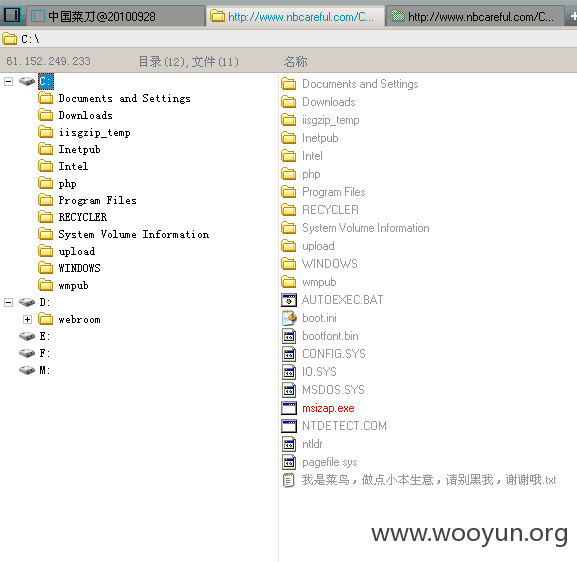 中国菜刀@20100928
http://www.nbcareful.com/C...
http://www.nbcareful.com/C...
C:\
61.152.249.233
目录(12),文件(11)
名称
C:
Documents and Settings
Downloads
iisgzip_temp
Inetpub
Intel
php
Program Files
RECYCLER
System Volume Information
upload
WINDOWS
wmpub
D:
webroom
E:
F:
M:
Documents and Settings
Downloads
iisgzip_temp
Inetpub
Intel
php
Program Files
RECYCLER
System Volume Information
upload
WINDOWS
wmpub
AUTOEXEC.BAT
boot.ini
bootfont.bin
CONFIG.SYS
IO.SYS
MSDOS.SYS
msizap.exe
NTDETECT.COM
ntldr
pagefile.sys
我是菜鸟，做点小本生意，请别黑我，谢谢哦.txt
www.wooyun.org